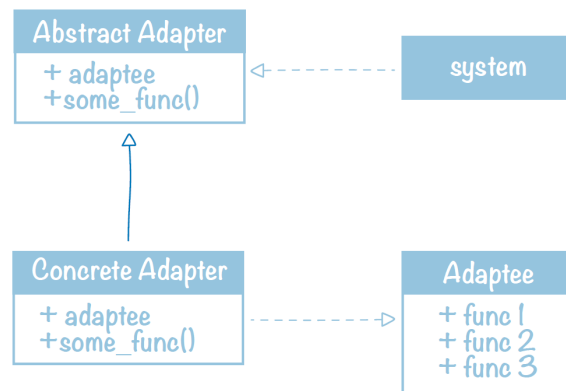 Abstract Adapter
+ adaptee
+some_func()
system
Concrete Adapter
+ adaptee
+some_func()
Adaptee
+ func 1
+ func 2
+ func 3